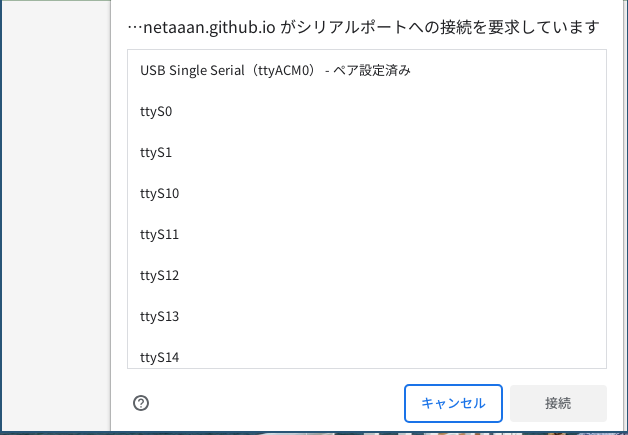 …netaaan.github.io がシリアルポートへの接続を要求しています
USB Single Serial（ttyACM0） - ペア設定済み
ttyS0
ttyS1
ttyS10
ttyS11
ttyS12
ttyS13
ttyS14
キャンセル
接続